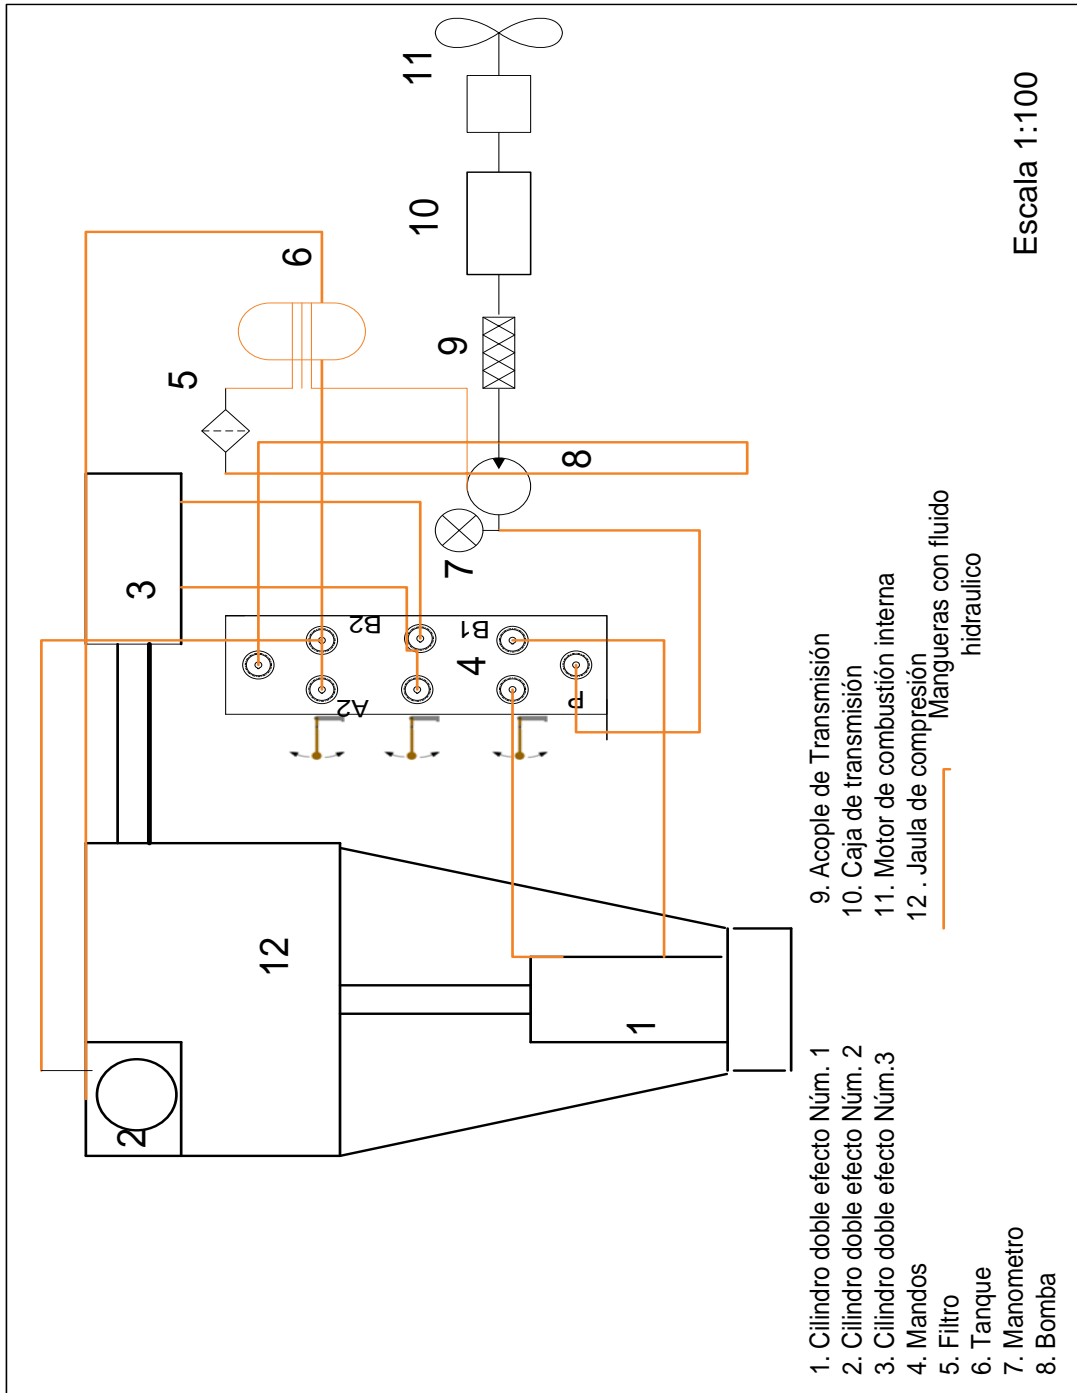 11
10
9
8
7
6
5
3
B2
B1
4
A2
P
12
1
2
Escala 1:100
1. Cilindro doble efecto Núm. 1
2. Cilindro doble efecto Núm. 2
3. Cilindro doble efecto Núm.3
4. Mandos
5. Filtro
6. Tanque
7. Manometro
8. Bomba
9. Acople de Transmisión
10. Caja de transmisión
11. Motor de combustión interna
12 . Jaula de compresión
Mangueras con fluido
hidraulico